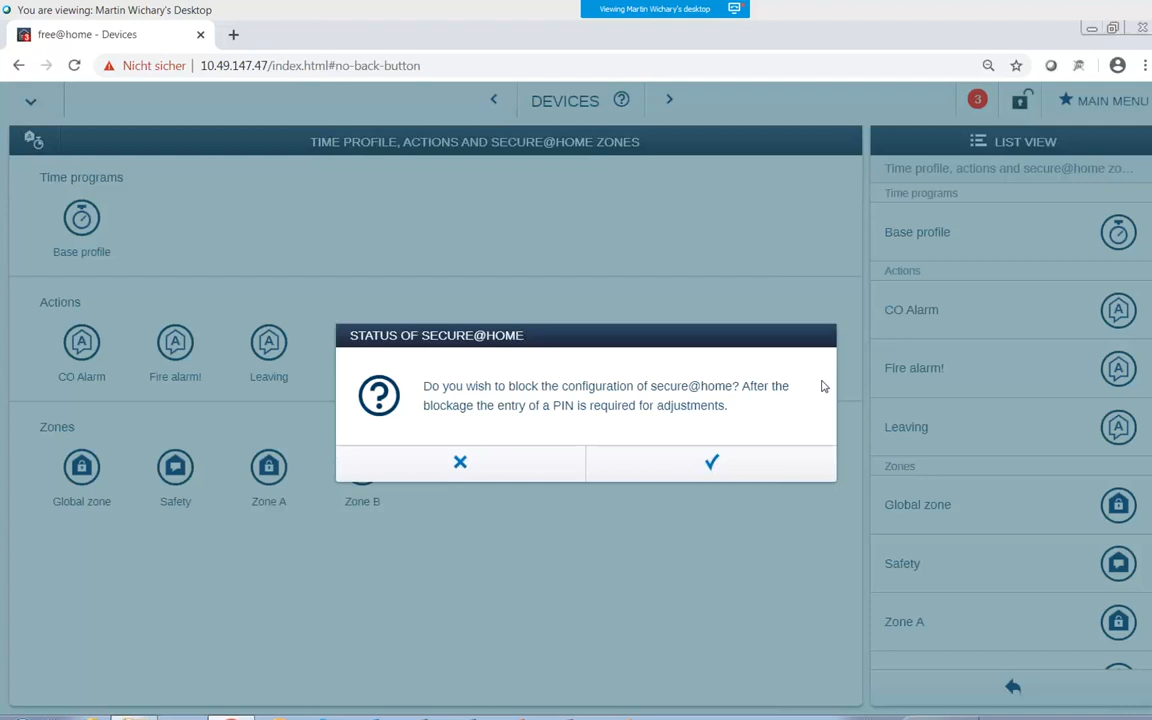 You are viewing: Martin Wichary's Desktop
Viewing Martin Wichary's desktop
free@home - Devices
Nicht sicher
10.49.147.47/index.html#no-back-button
DEVICES
3
MAIN MENU
TIME PROFILE, ACTIONS AND SECURE@HOME ZONES
Time programs
Base profile
Actions
CO Alarm
Fire alarm!
Leaving
Zones
Global zone
Safety
Zone A
Zone B
STATUS OF SECURE@HOME
Do you wish to block the configuration of secure@home? After the
blockage the entry of a PIN is required for adjustments.
LIST VIEW
Time profile, actions and secure@home zo...
Time programs
Base profile
Actions
CO Alarm
Fire alarm!
Leaving
Zones
Global zone
Safety
Zone A